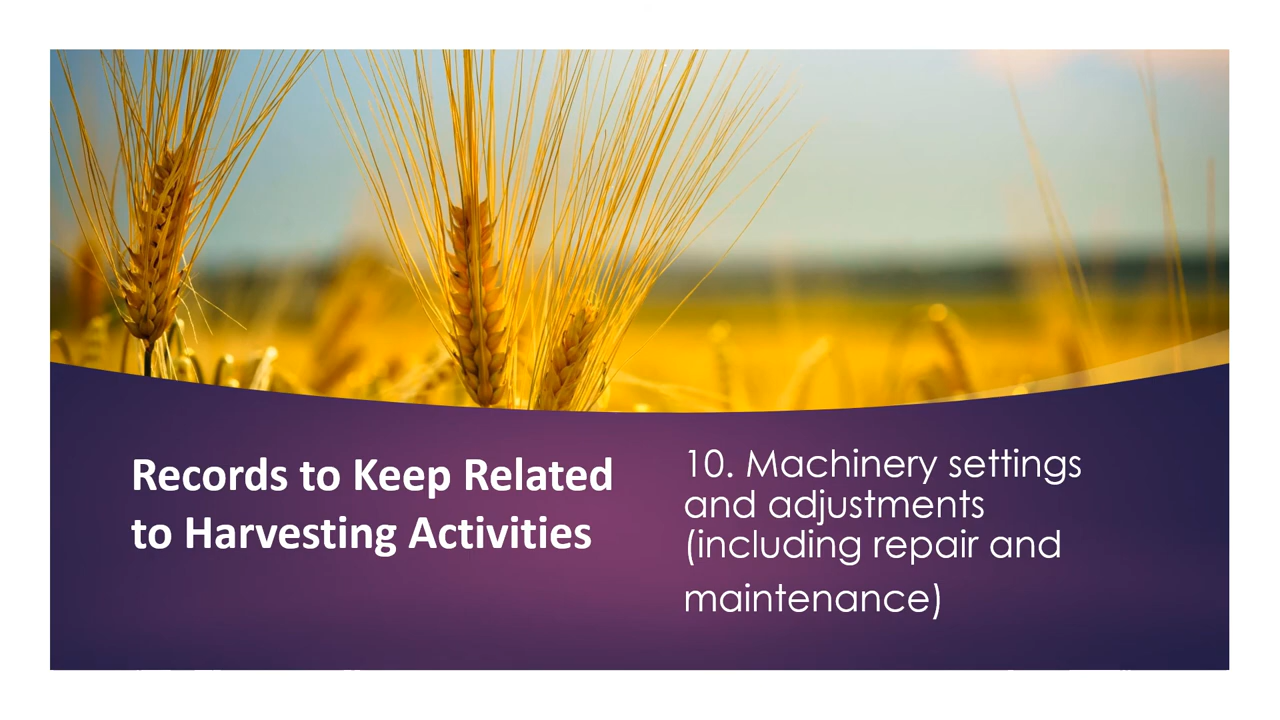 Records to Keep Related
to Harvesting Activities
10. Machinery settings
and adjustments
(including repair and
maintenance)